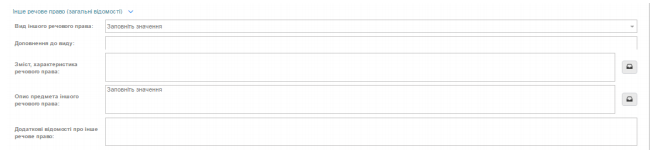 Інше речове право (загальні відомості)
Вид іншого речового права:
Заповніть значення
Доповнення до виду:
Зміст, характеристика
речового права:
Заповніть значення
Опис предмета іншого
речового права:
Додаткові відомості про інше
речове право: